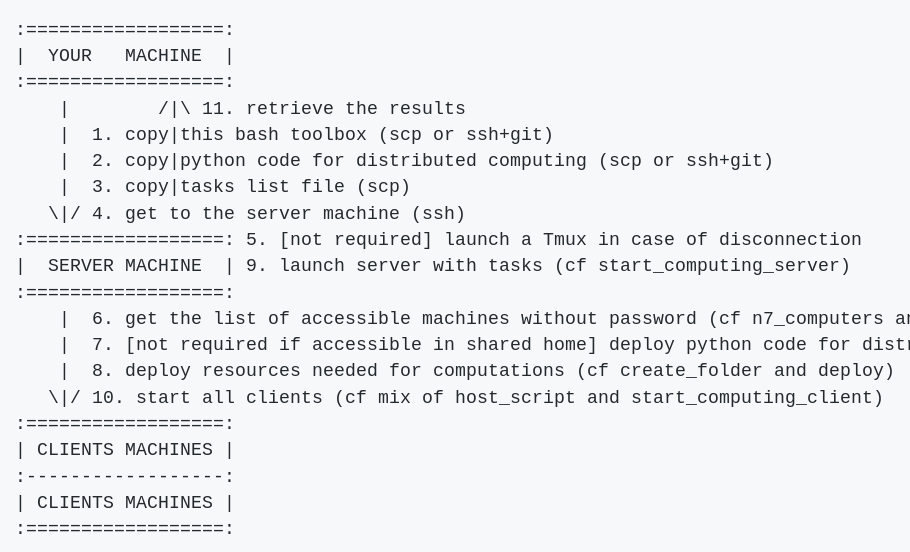 :==================:
|  YOUR   MACHINE  |
:==================:
    |        /|\ 11. retrieve the results
    |  1. copy|this bash toolbox (scp or ssh+git)
    |  2. copy|python code for distributed computing (scp or ssh+git)
    |  3. copy|tasks list file (scp)
   \|/ 4. get to the server machine (ssh)
:==================: 5. [not required] launch a Tmux in case of disconnection
|  SERVER MACHINE  | 9. launch server with tasks (cf start_computing_server)
:==================:
    |  6. get the list of accessible machines without password (cf n7_computers
    |  7. [not required if accessible in shared home] deploy python code for
    |  8. deploy resources needed for computations (cf create_folder and deploy)
   \|/ 10. start all clients (cf mix of host_script and start_computing_client)
:==================:
| CLIENTS MACHINES |
:------------------:
| CLIENTS MACHINES |
:==================: